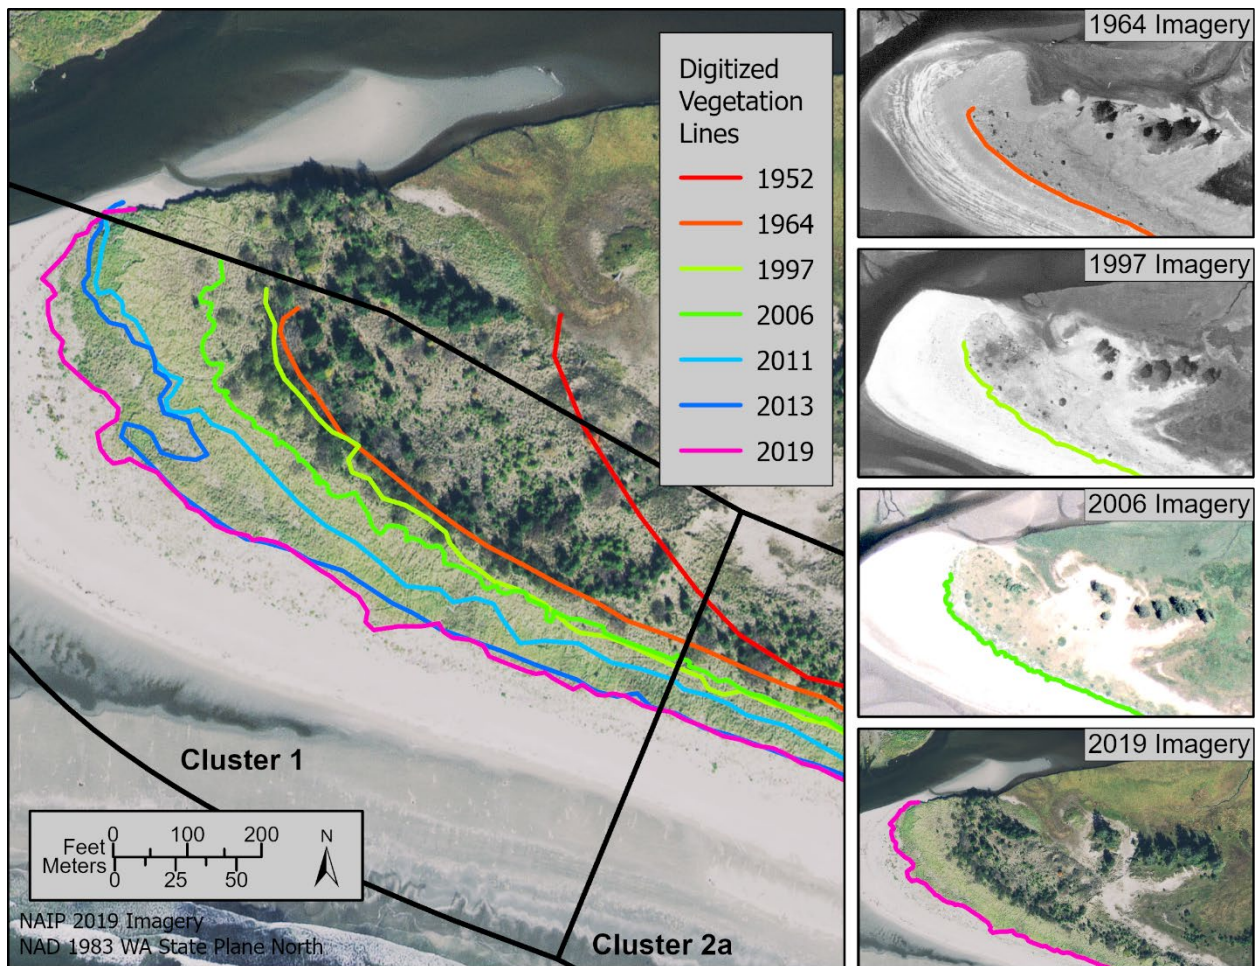 Digitized
Vegetation
Lines
1952
1964
1997
2006
2011
2013
2019
Cluster 1
Cluster 2a
0 100 200
Feet
Meters
0 25 50
N
NAIP 2019 Imagery
NAD 1983 WA State Plane North
1964 Imagery
1997 Imagery
2006 Imagery
2019 Imagery